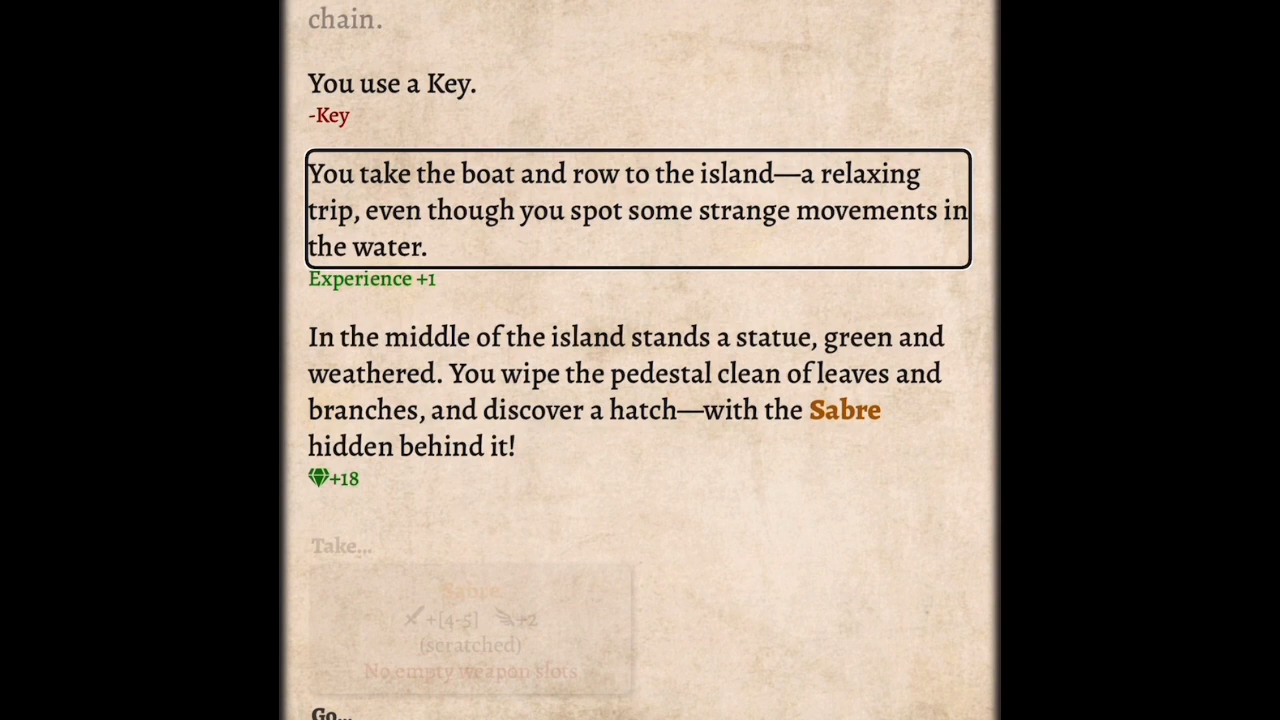 chain.
You use a Key.
-Key
You take the boat and row to the island—a relaxing
trip, even though you spot some strange movements in
the water.
Experience +1
In the middle of the island stands a statue, green and
weathered. You wipe the pedestal clean of leaves and
branches, and discover a hatch—with the Sabre
hidden behind it!
+18
Take...
Sabre
+[4-5] +2
(scratched)
No empty weapon slots
Go...